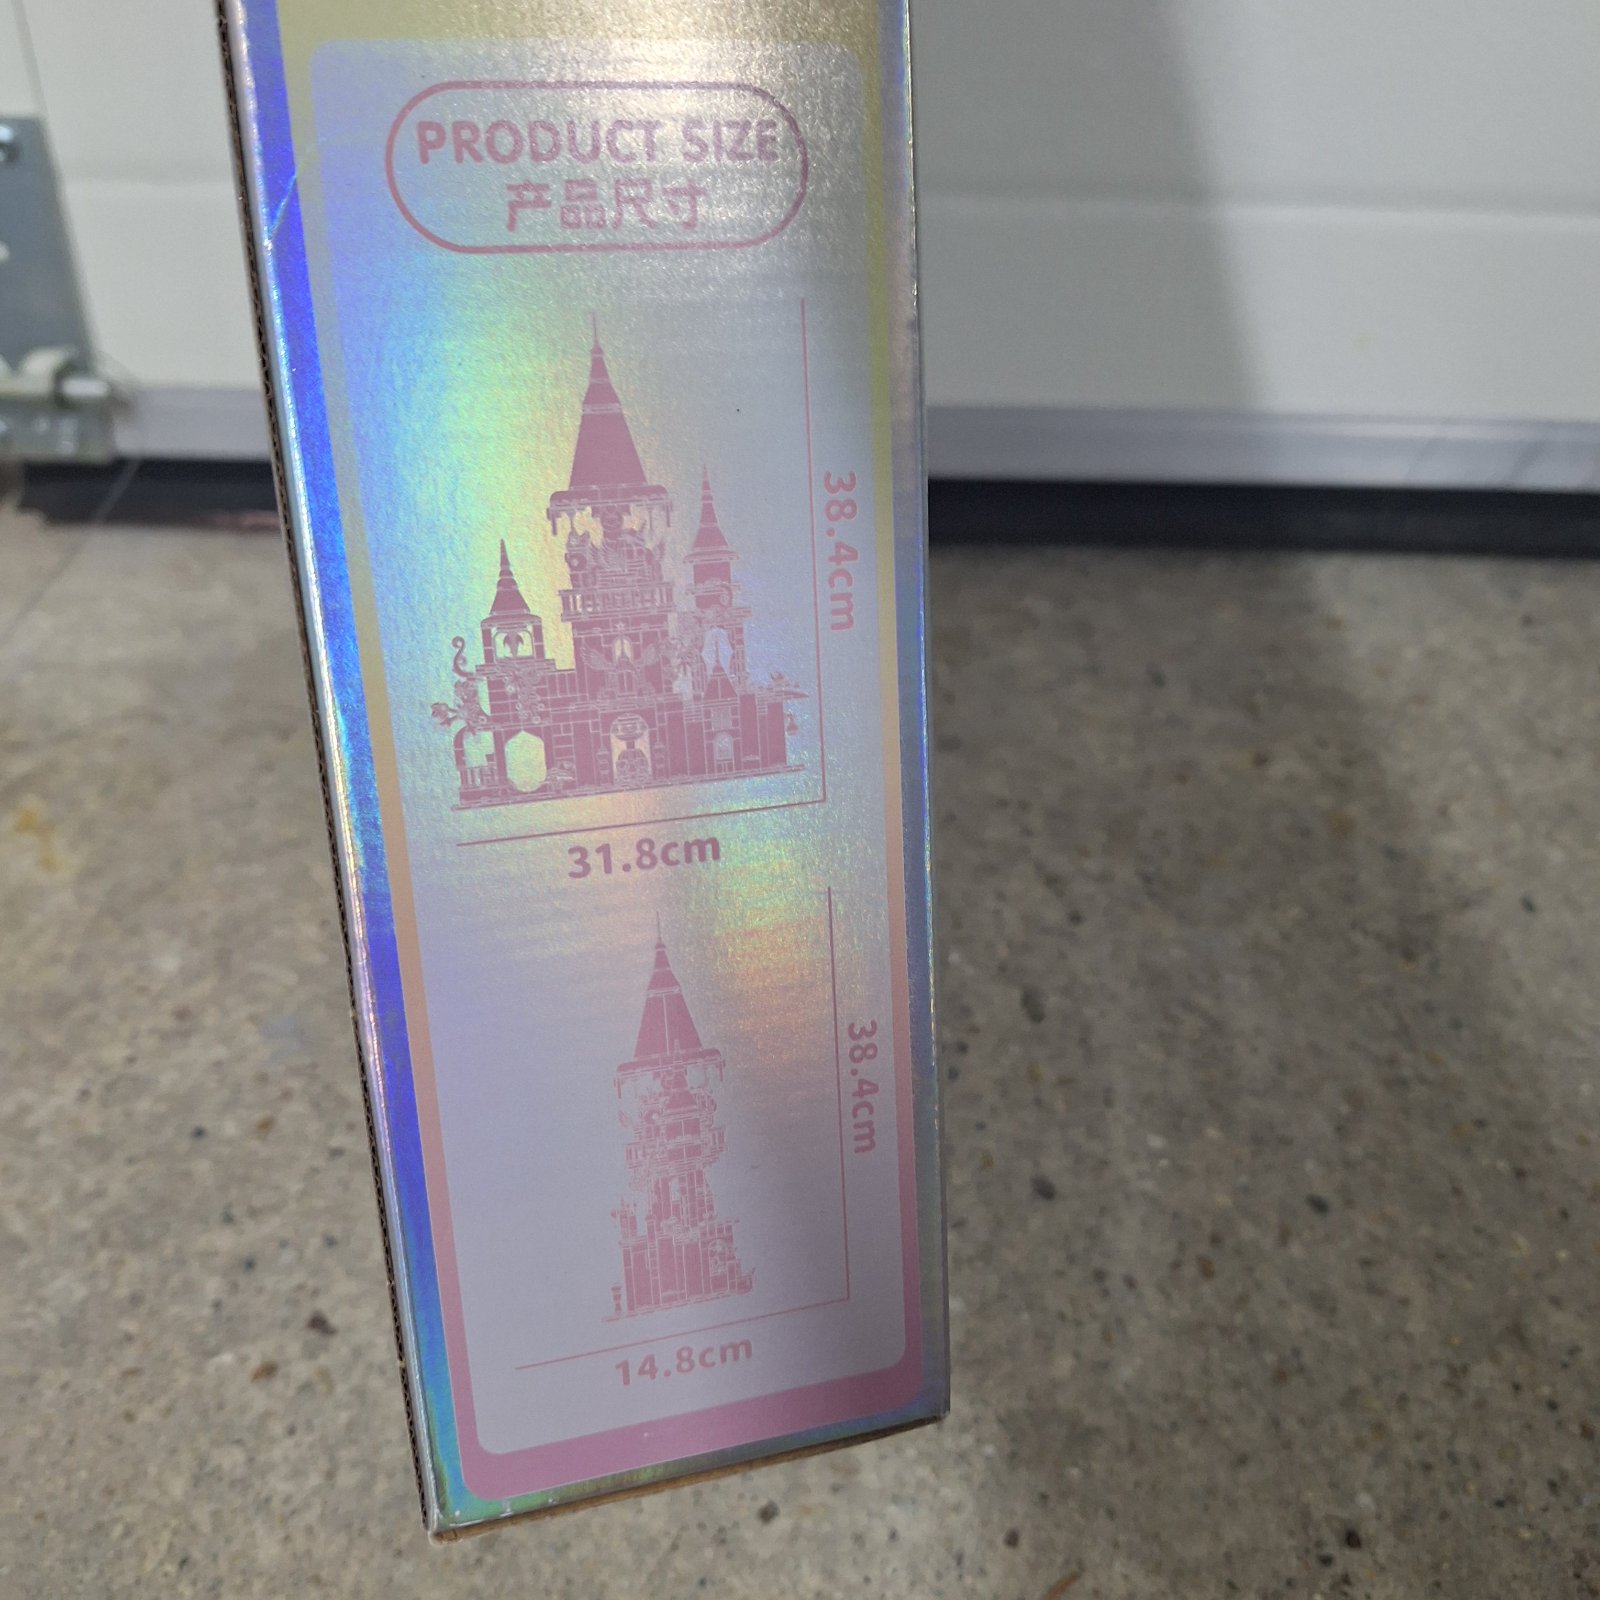 PRODUCT SIZE
产品尺寸
38.4cm
31.8cm
38.4cm
14.8cm